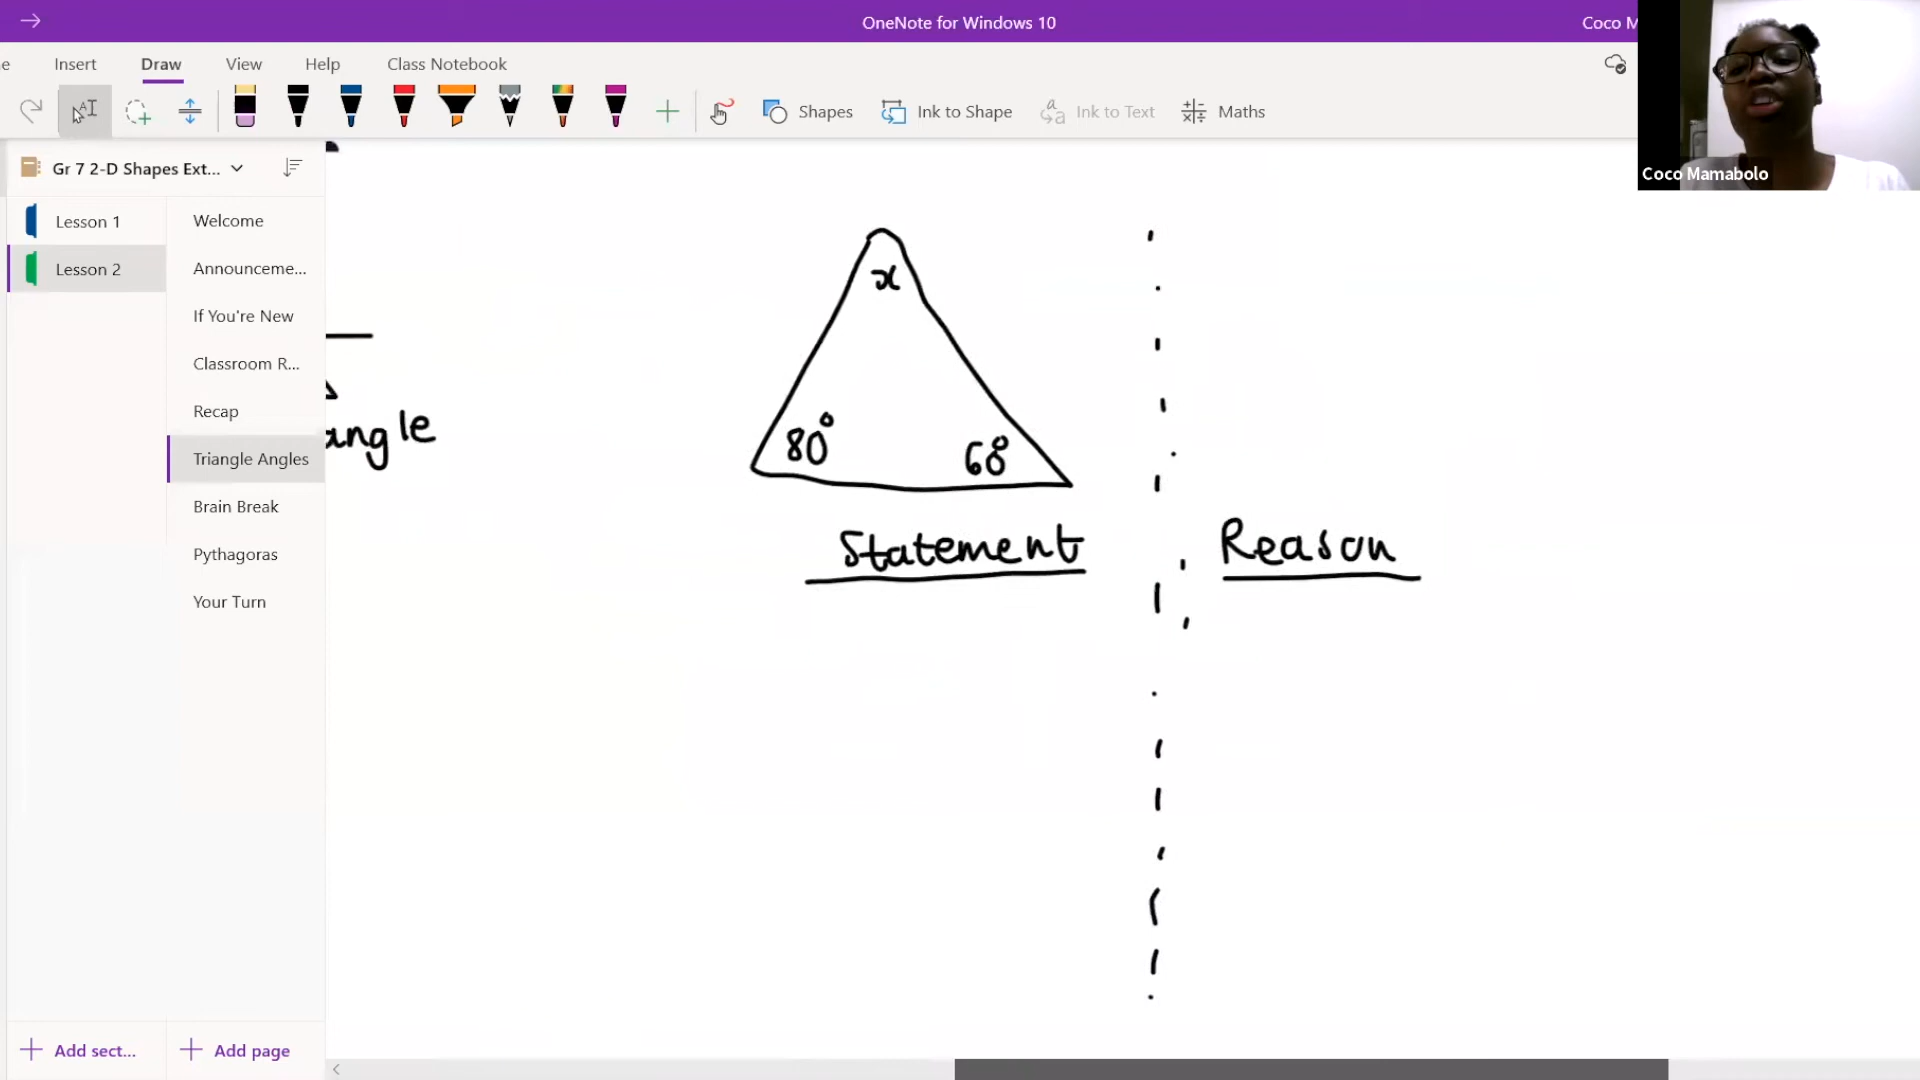 OneNote for Windows 10
Coco M
Insert
Draw
View
Help
Class Notebook
Shapes
Ink to Shape
Ink to Text
Maths
Coco Mamabolo
Gr 7 2-D Shapes Ext...
Lesson 1
Lesson 2
Welcome
Announceme...
If You're New
Classroom R...
Recap
Triangle Angles
Brain Break
Pythagoras
Your Turn
angle
x
80°
60°
Statement
Reason
Add sect...
Add page